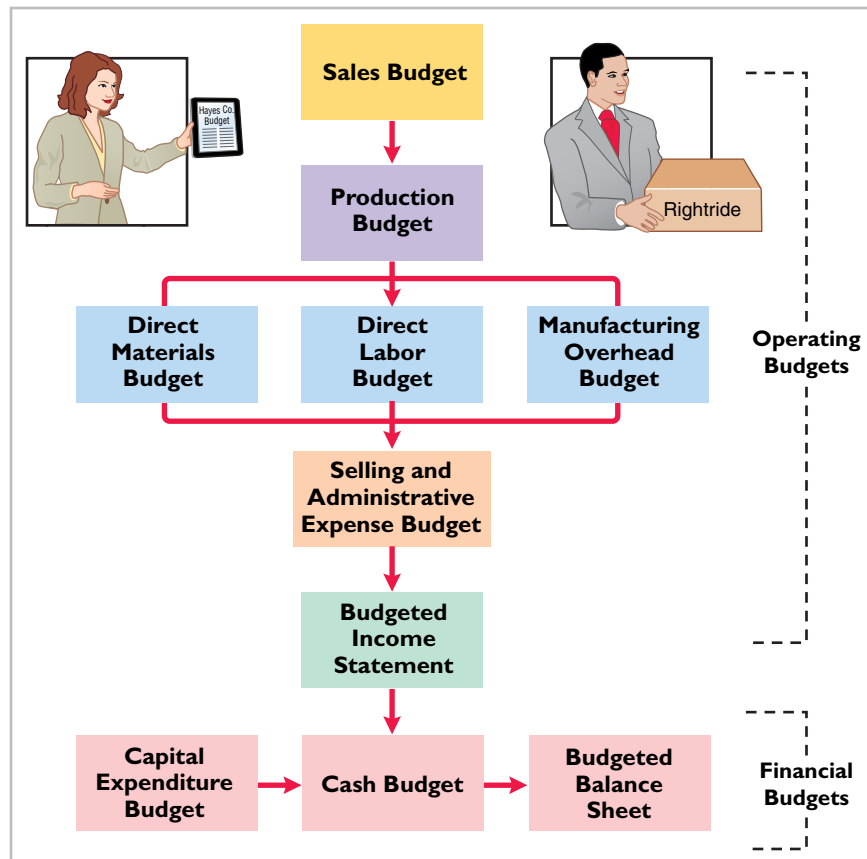 Sales Budget
Hayes Co.
Budget
Production
Budget
Rightride
Direct
Materials
Budget
Direct
Labor
Budget
Manufacturing
Overhead
Budget
Operating
Budgets
Selling and
Administrative
Expense Budget
Budgeted
Income
Statement
Capital
Expenditure
Budget
Cash Budget
Budgeted
Balance
Sheet
Financial
Budgets